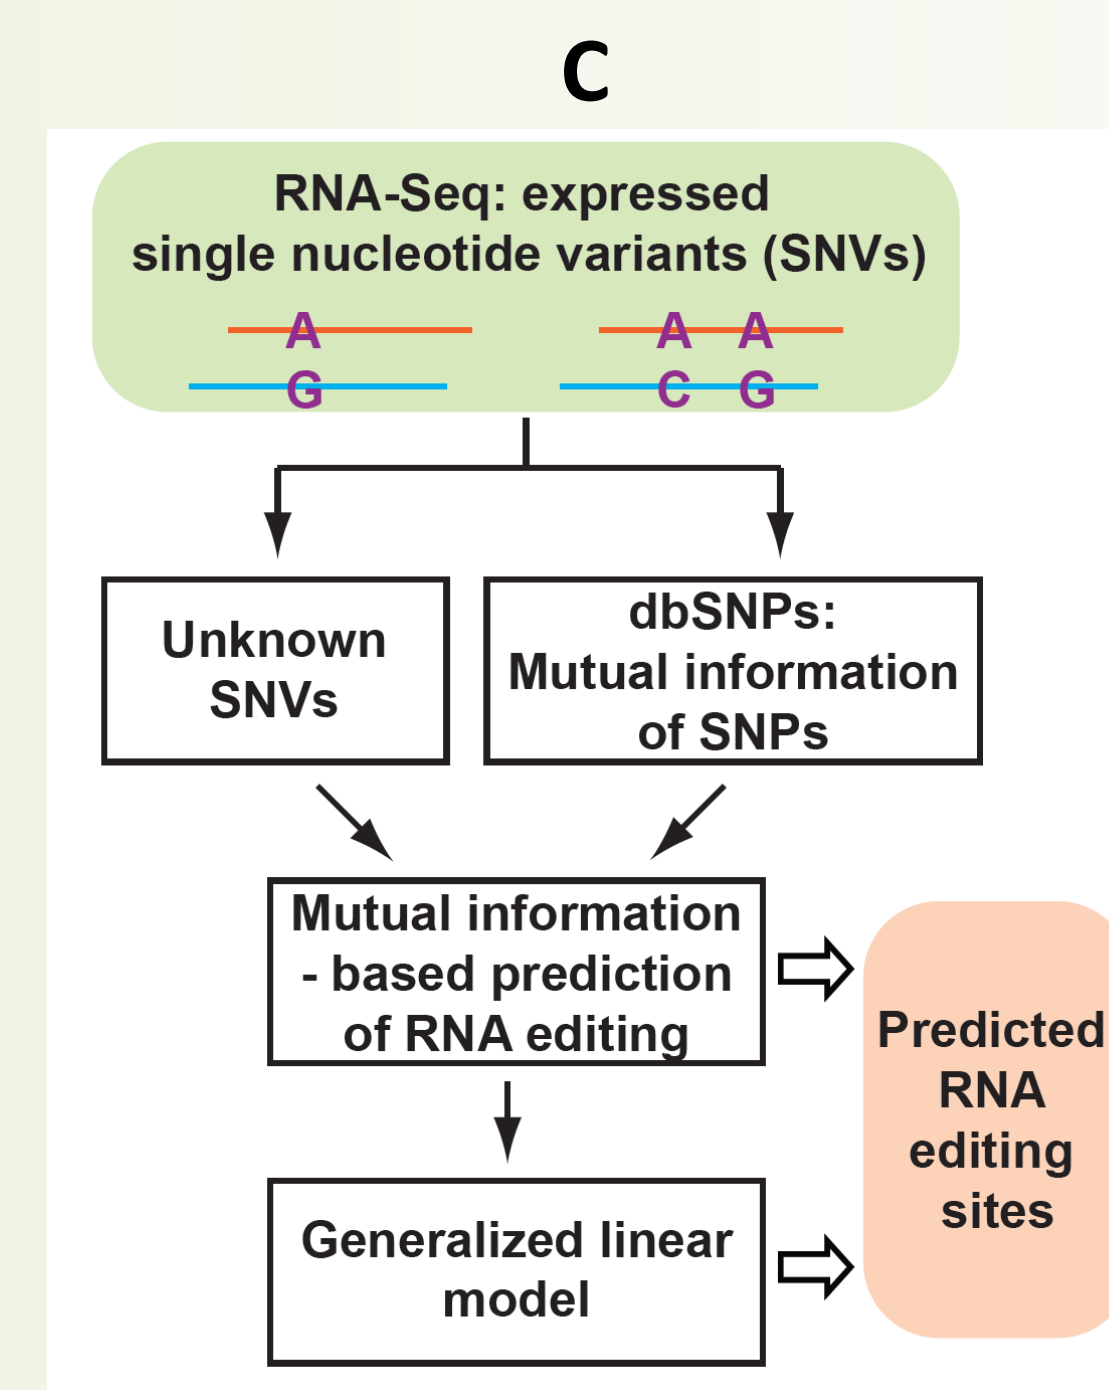 C
RNA-Seq: expressed
single nucleotide variants (SNVs)
A A A
G C G
Unknown
SNVs
dbSNPs:
Mutual information
of SNPs
Mutual information
- based prediction
of RNA editing
Predicted
RNA
editing
sites
Generalized linear
model